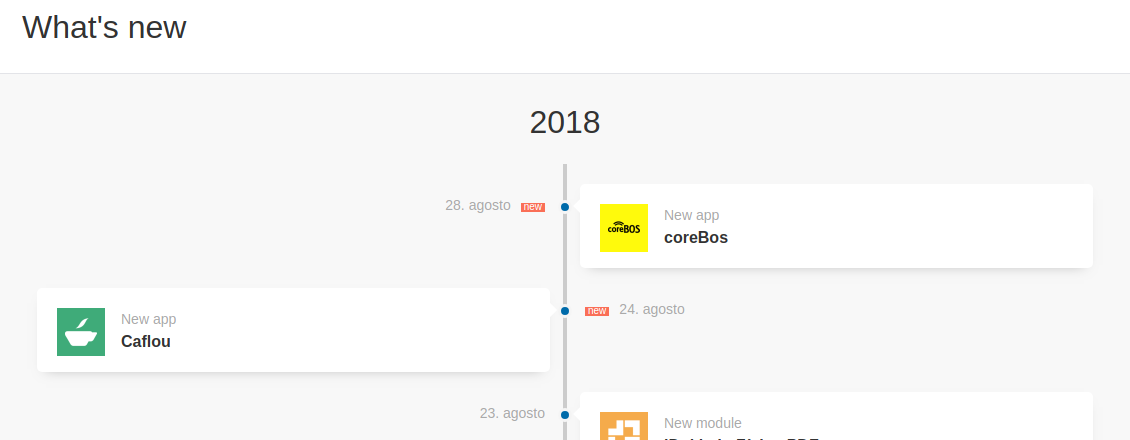 What's new
2018
28. agosto new
coreBOS
New app
coreBos
New app
Caflou
new 24. agosto
23. agosto
New module